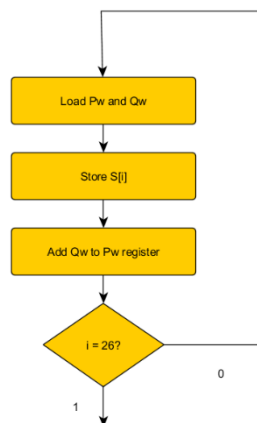 Load Pw and Qw
Store S[i]
Add Qw to Pw register
i = 26?
0
1